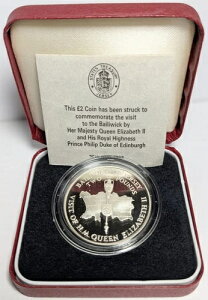 This £2 Coin has been struck to
commemorate the visit
to the Bailiwick by
Her Majesty Queen Elizabeth II
and His Royal Highness
Prince Philip Duke of Edinburgh
VISIT OF H.M. QUEEN ELIZABETH II